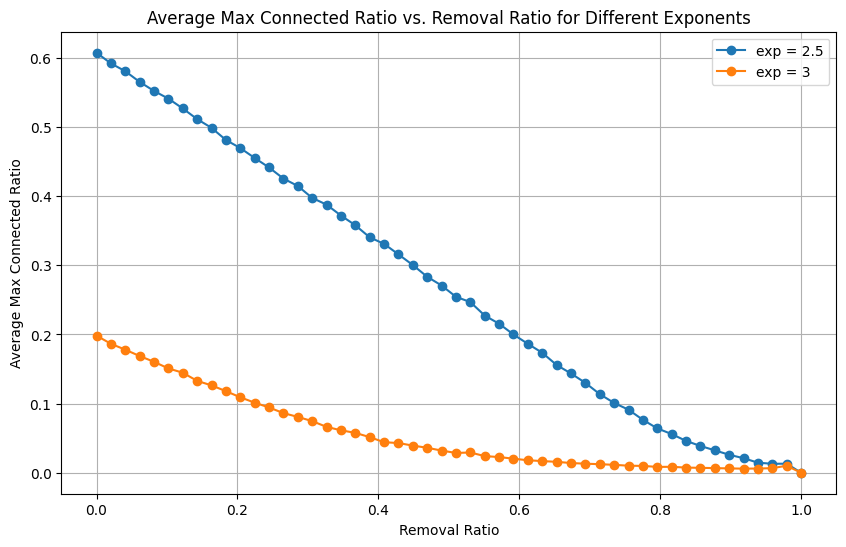 Average Max Connected Ratio vs. Removal Ratio for Different Exponents
exp = 2.5
exp = 3
Average Max Connected Ratio
0.6
0.5
0.4
0.3
0.2
0.1
0.0
0.0 0.2 0.4 0.6 0.8 1.0
Removal Ratio